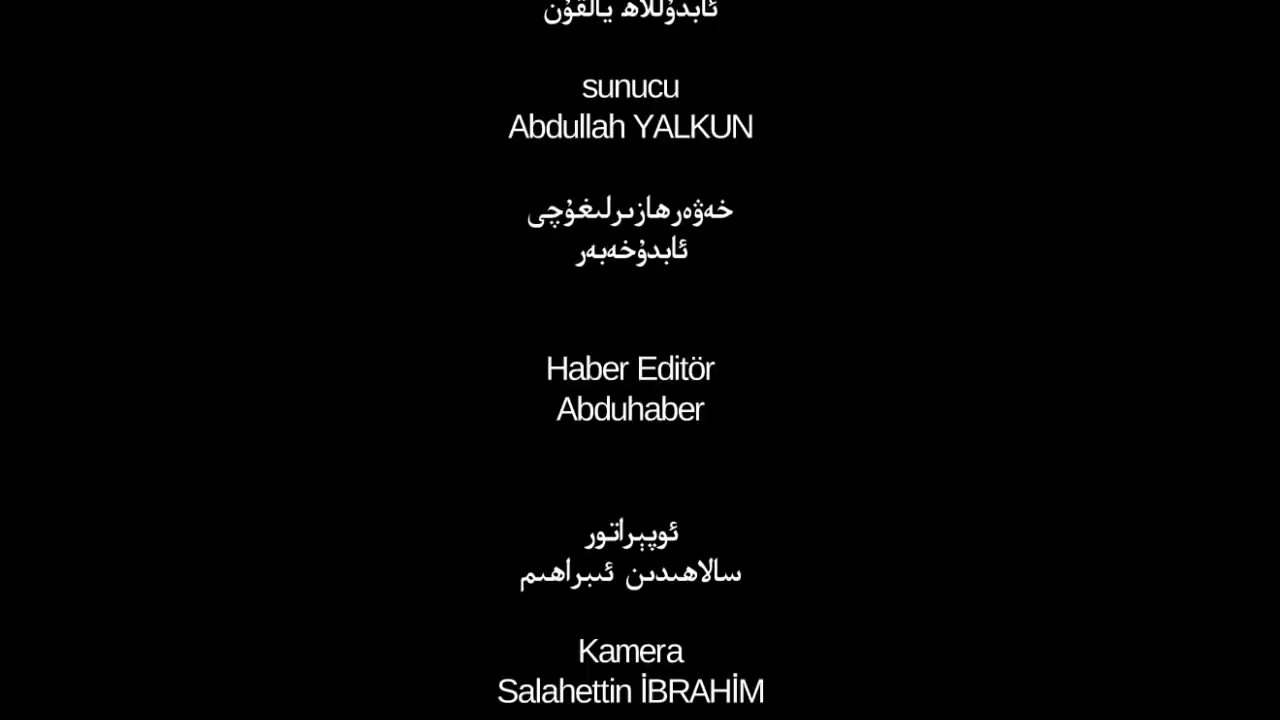 ئابدۇللاھ يالقۇن
sunucu
Abdullah YALKUN
خەۋەرھازىرلىغۇچى
ئابدۇخەبەر
Haber Editör
Abduhaber
ئوپېراتور
سالاھىدىن ئىبراھىم
Kamera
Salahettin İBRAHİM